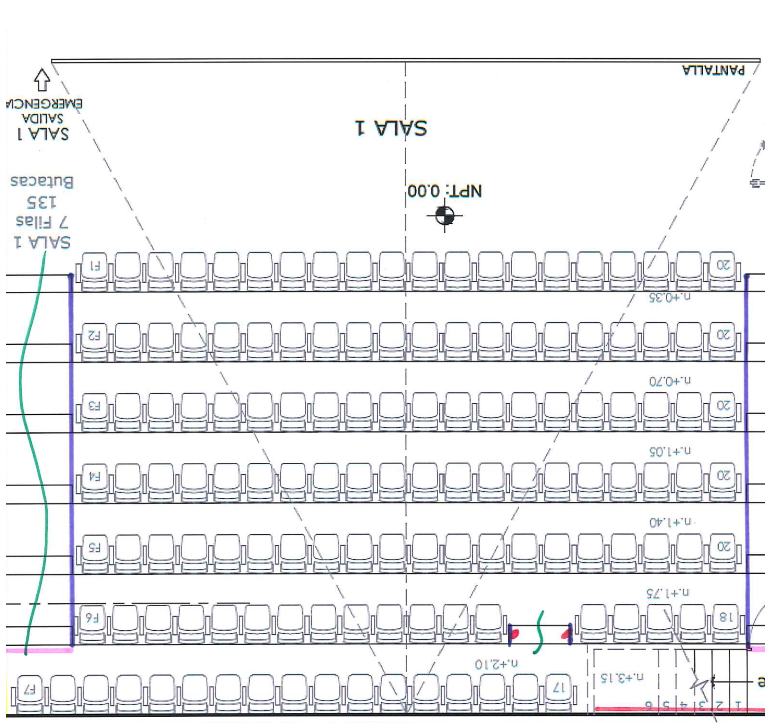 PANTALLA
SALA 1
SALIDA
EMERGENCIA
SALA 1
NPT: 0.00
SALA 1
7 Filas
135
Butacas
F1
20
n.+0.35
F2
20
n.+0.70
F3
20
n.+1.05
F4
20
n.+1.40
F5
20
n.+1.75
F6
18
n.+2.10
F7
17
n.+3.15
6 5 4 3 2 1